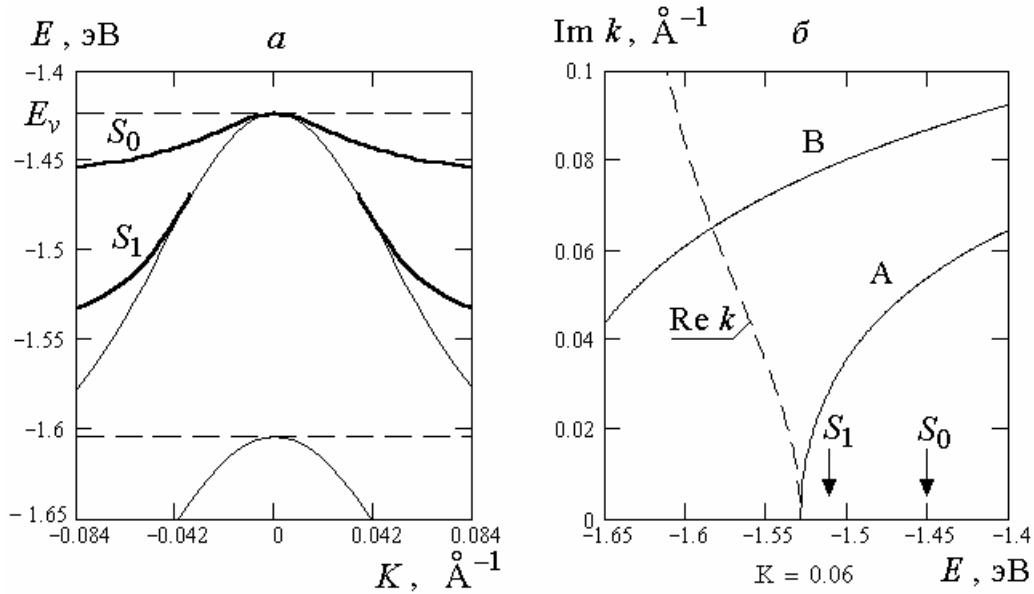 E , эВ а
−1.4
E_v
S_0
−1.45
S_1
−1.5
−1.55
−1.6
−1.65
−0.084 −0.042 0 0.042 0.084
K , Å⁻¹
Im k, Å⁻¹ б
0.1
0.08
0.06
0.04
0.02
0
B
A
Re k
S_1 S_0
−1.65 −1.6 −1.55 −1.5 −1.45 −1.4
K = 0.06 E , эВ